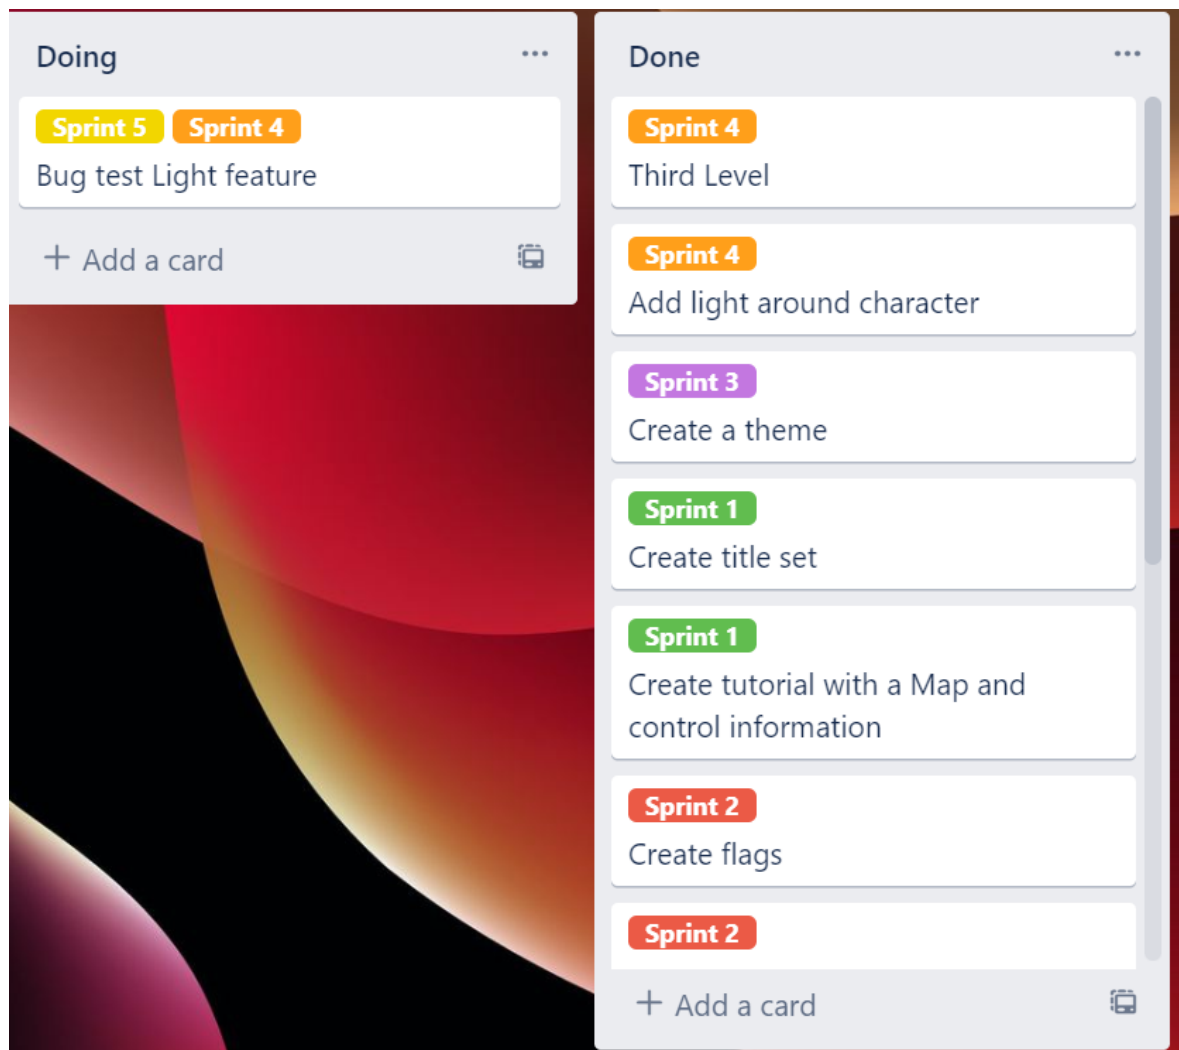 Doing
Sprint 5 Sprint 4
Bug test Light feature
+ Add a card
Done
Sprint 4
Third Level
Sprint 4
Add light around character
Sprint 3
Create a theme
Sprint 1
Create title set
Sprint 1
Create tutorial with a Map and
control information
Sprint 2
Create flags
Sprint 2
+ Add a card